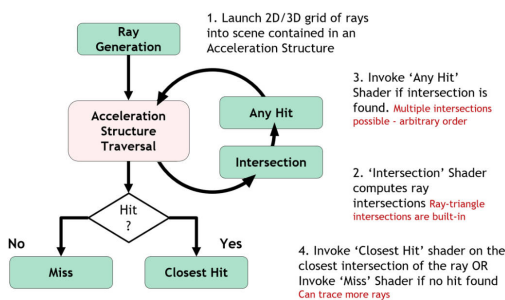 Ray
Generation
1. Launch 2D/3D grid of rays
into scene contained in an
Acceleration Structure
Acceleration
Structure
Traversal
Any Hit
Intersection
3. Invoke ‘Any Hit’
Shader if intersection is
found. Multiple intersections
possible - arbitrary order
2. ‘Intersection’ Shader
computes ray
intersections Ray-triangle
intersections are built-in
Hit
?
No
Yes
Miss
Closest Hit
4. Invoke ‘Closest Hit’ shader on the
closest intersection of the ray OR
Invoke ‘Miss’ Shader if no hit found
Can trace more rays